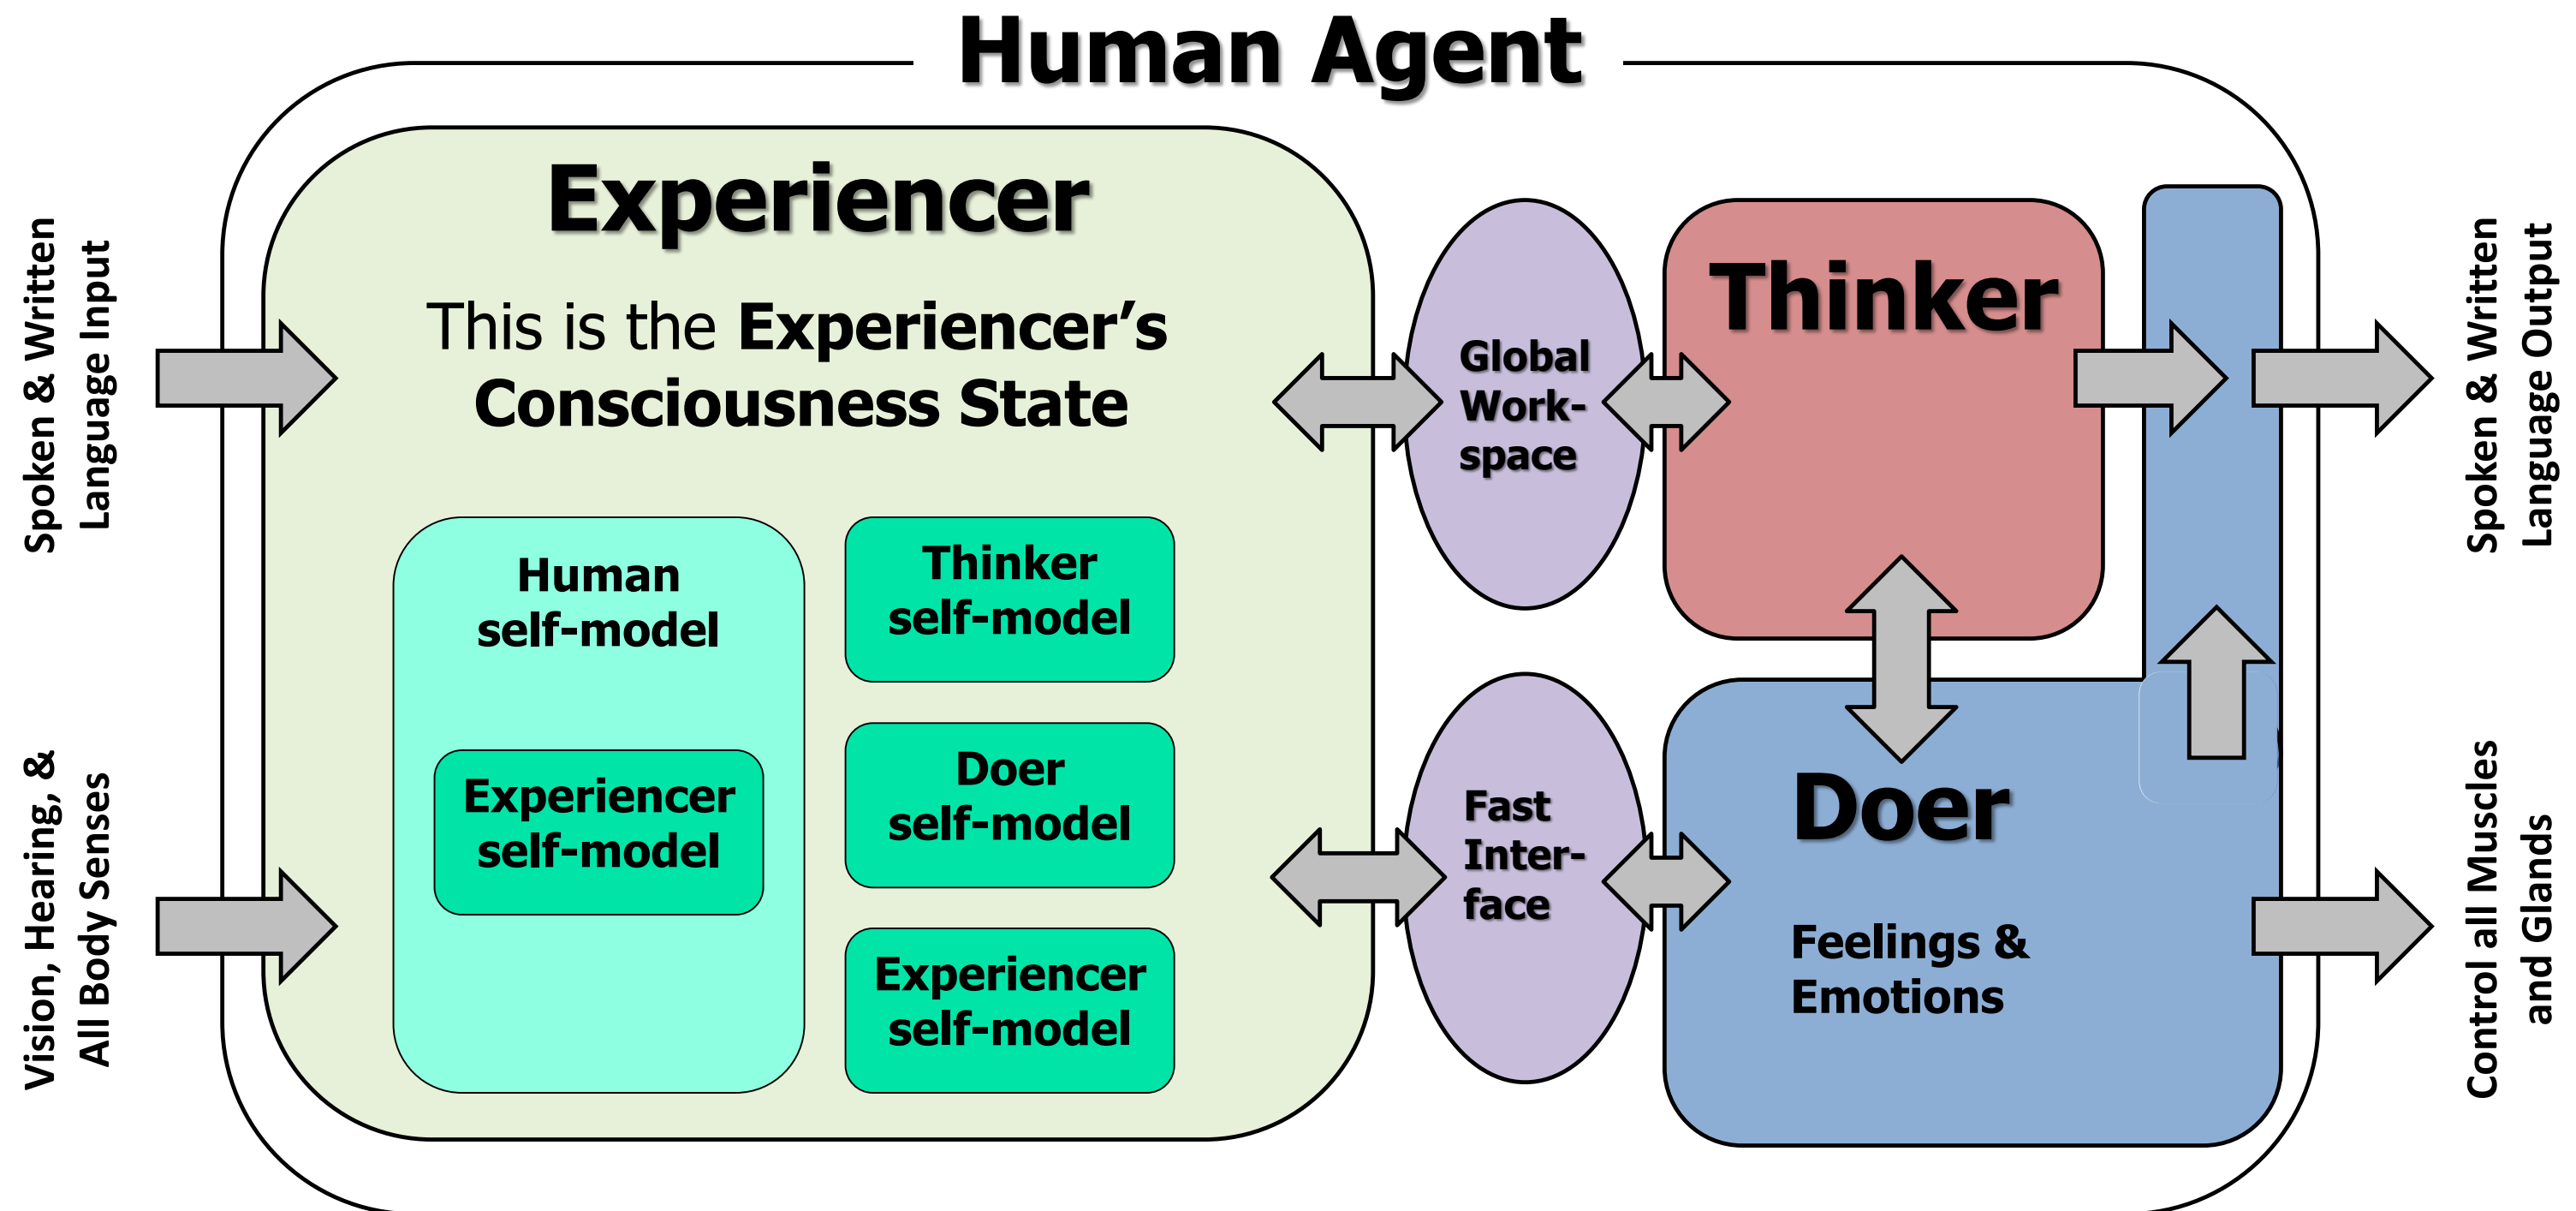 Human Agent
Spoken & Written
Language Input
Vision, Hearing, &
All Body Senses
Experiencer
This is the Experiencer’s
Consciousness State
Human
self-model
Experiencer
self-model
Thinker
self-model
Doer
self-model
Experiencer
self-model
Global
Work-
space
Fast
Inter-
face
Thinker
Doer
Feelings &
Emotions
Spoken & Written
Language Output
Control all Muscles
and Glands